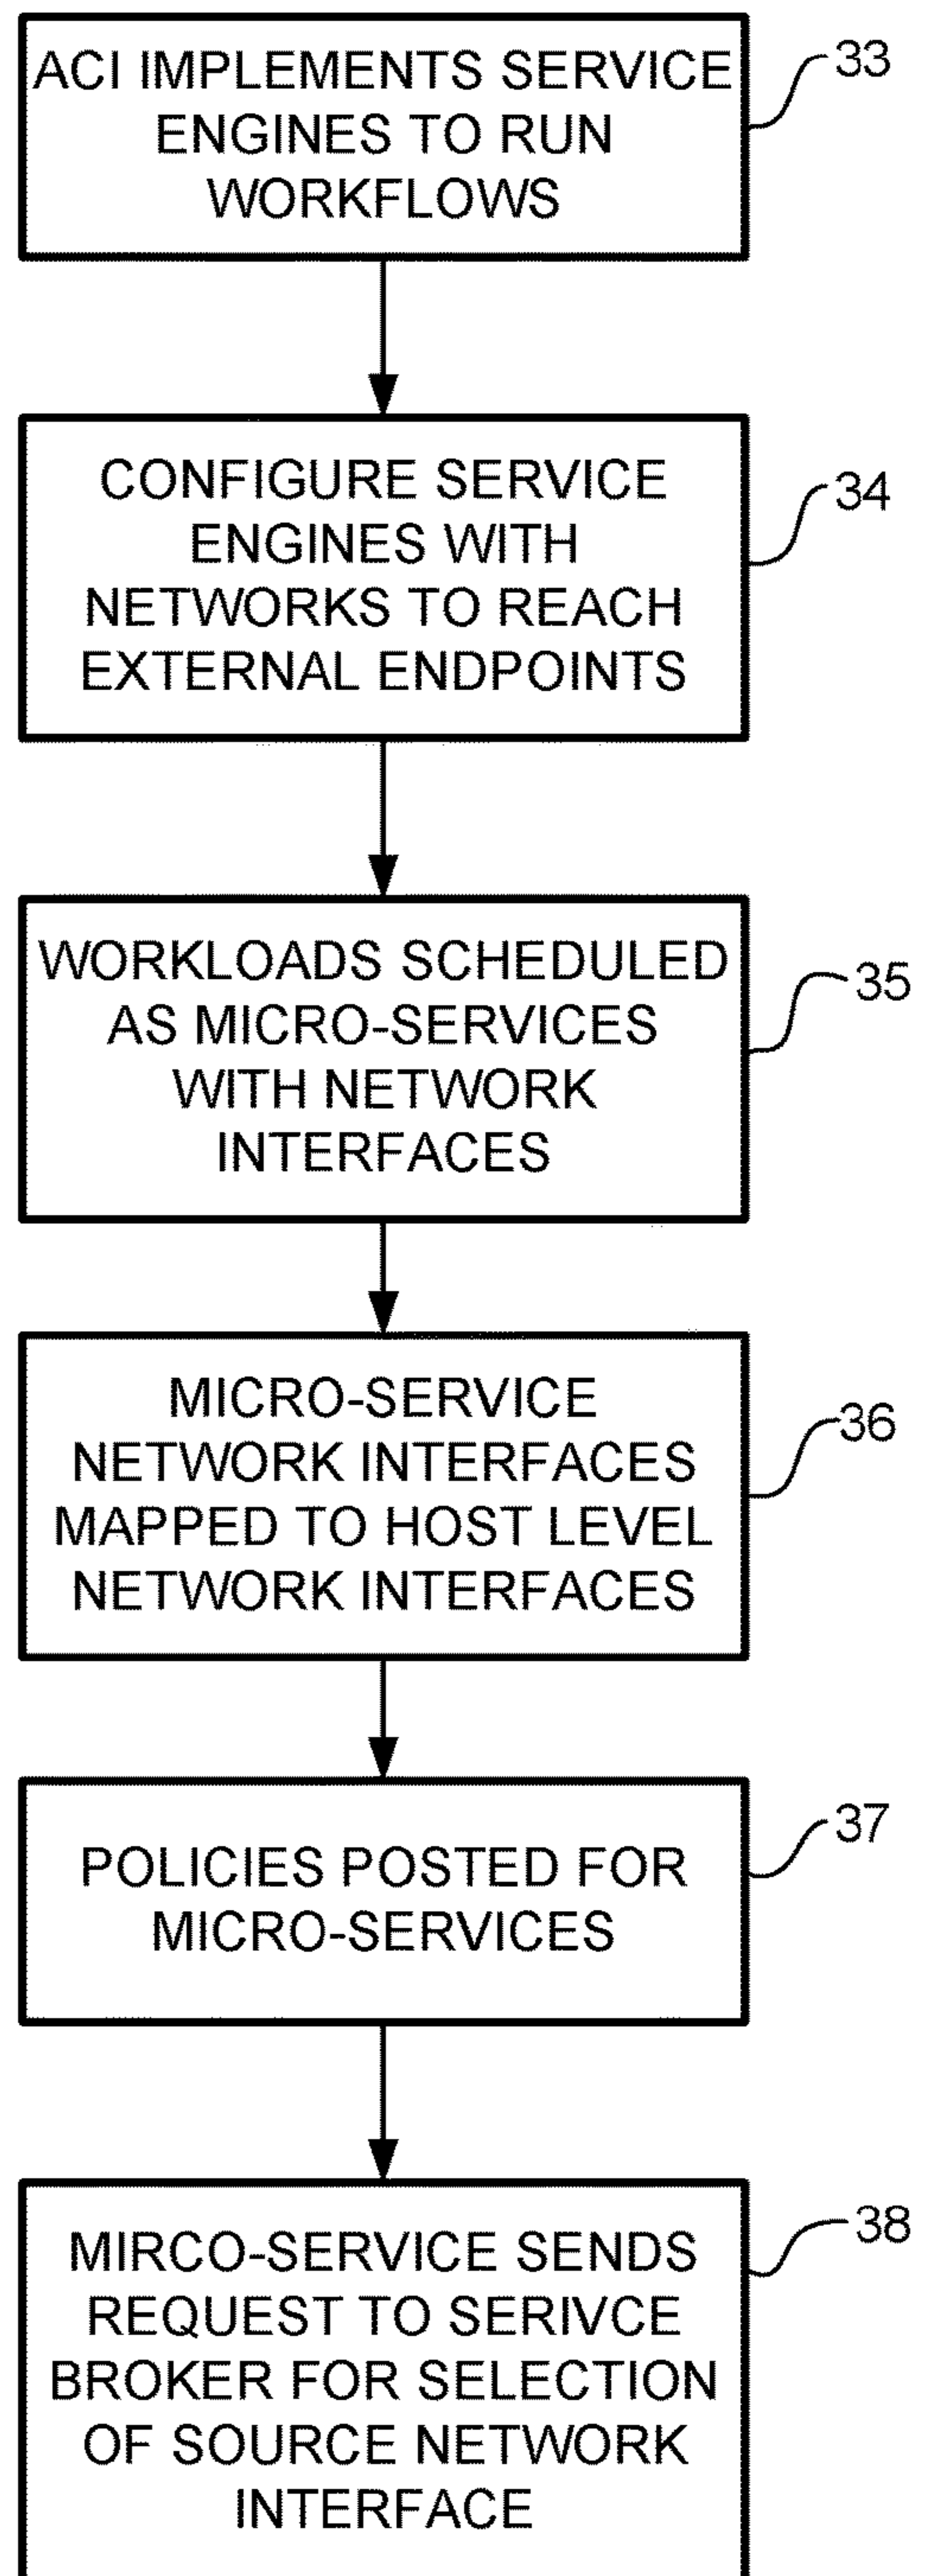 ACI IMPLEMENTS SERVICE
ENGINES TO RUN
WORKFLOWS
33
CONFIGURE SERVICE
ENGINES WITH
NETWORKS TO REACH
EXTERNAL ENDPOINTS
34
WORKLOADS SCHEDULED
AS MICRO-SERVICES
WITH NETWORK
INTERFACES
35
MICRO-SERVICE
NETWORK INTERFACES
MAPPED TO HOST LEVEL
NETWORK INTERFACES
36
POLICIES POSTED FOR
MICRO-SERVICES
37
MIRCO-SERVICE SENDS
REQUEST TO SERIVCE
BROKER FOR SELECTION
OF SOURCE NETWORK
INTERFACE
38